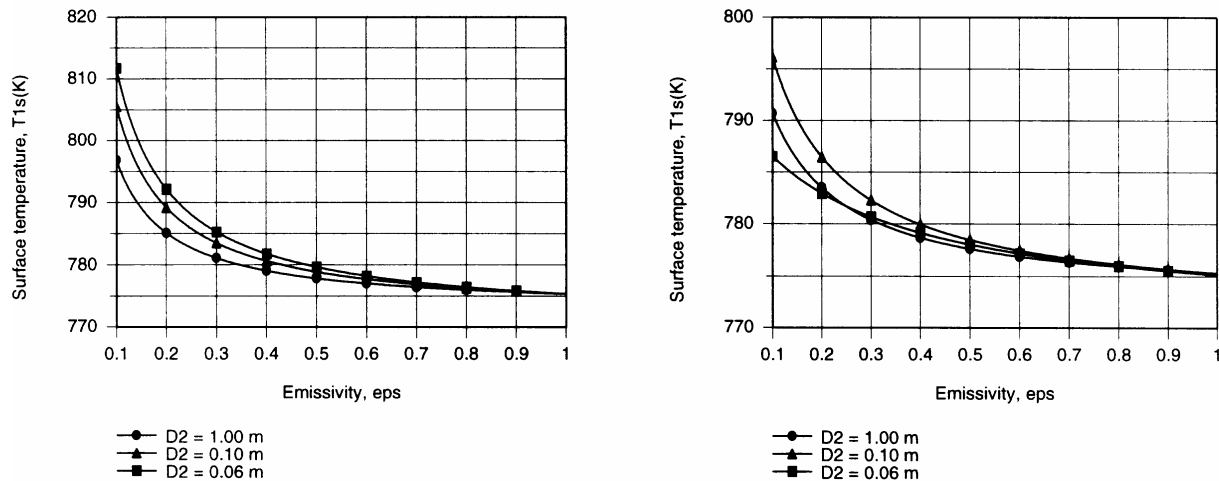 Surface temperature, T1s(K)
820
810
800
790
780
770
0.1 0.2 0.3 0.4 0.5 0.6 0.7 0.8 0.9 1
Emissivity, eps
D2 = 1.00 m
D2 = 0.10 m
D2 = 0.06 m
Surface temperature, T1s(K)
800
790
780
770
0.1 0.2 0.3 0.4 0.5 0.6 0.7 0.8 0.9 1
Emissivity, eps
D2 = 1.00 m
D2 = 0.10 m
D2 = 0.06 m